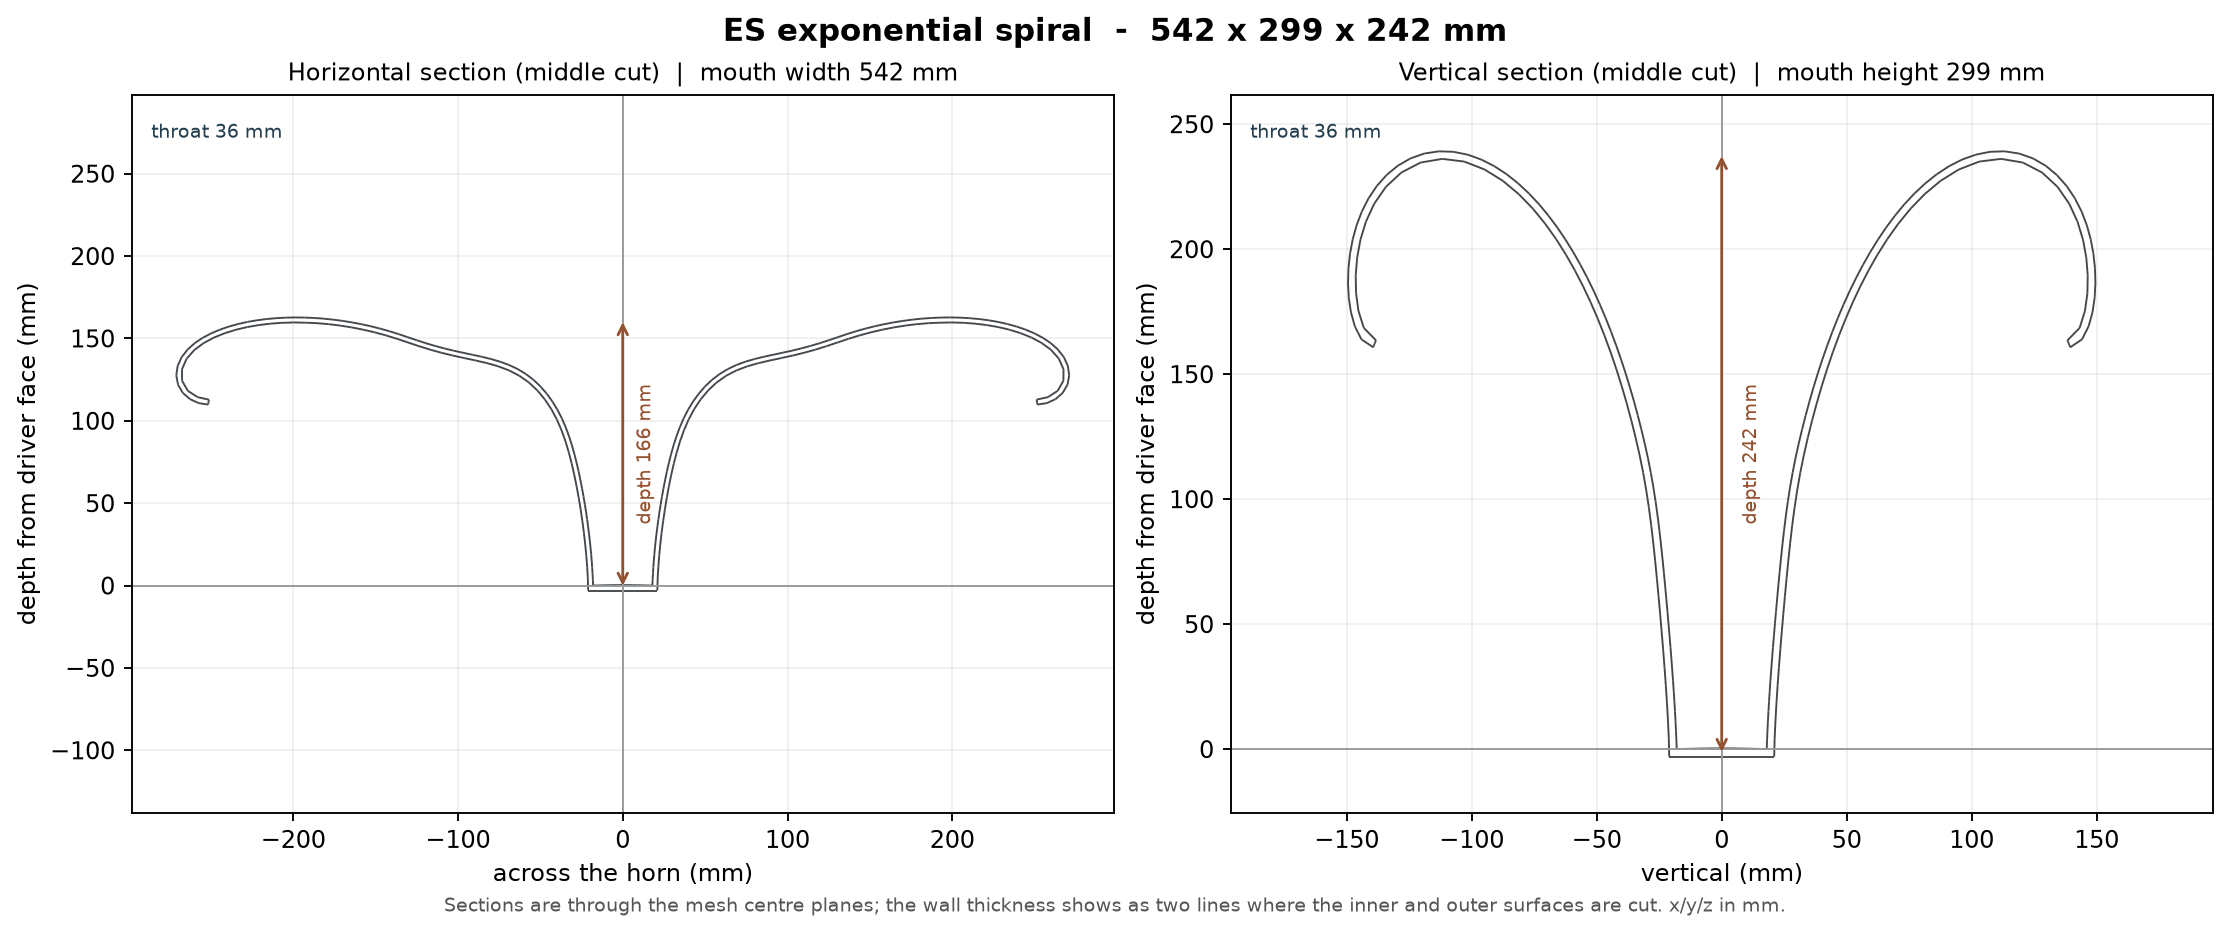 ES exponential spiral  -  542 x 299 x 242 mm
Horizontal section (middle cut)  |  mouth width 542 mm
throat 36 mm
250
200
150
100
50
0
−50
−100
depth from driver face (mm)
depth 166 mm
−200
−100
0
100
200
across the horn (mm)
Vertical section (middle cut)  |  mouth height 299 mm
throat 36 mm
250
200
150
100
50
0
depth from driver face (mm)
depth 242 mm
−150
−100
−50
0
50
100
150
vertical (mm)
Sections are through the mesh centre planes; the wall thickness shows as two lines where the inner and outer surfaces are cut. x/y/z in mm.